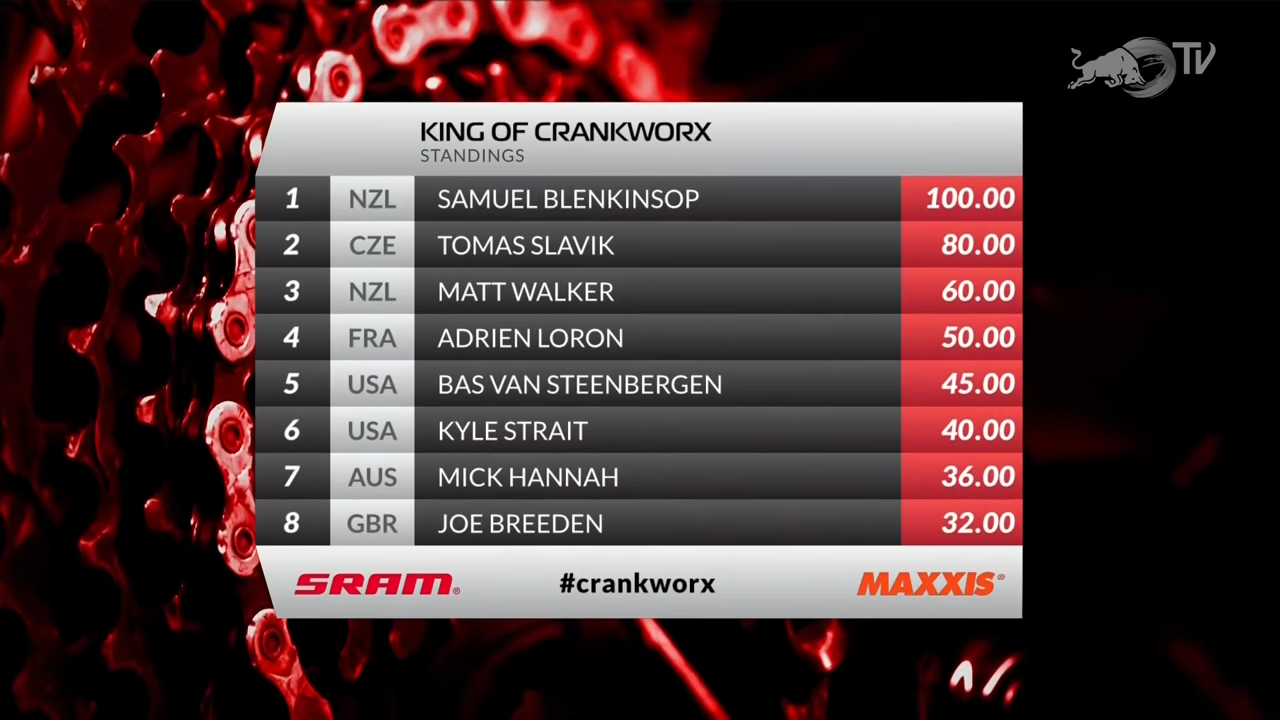 TV
KING OF CRANKWORX
STANDINGS
1 NZL SAMUEL BLENKINSOP 100.00
2 CZE TOMAS SLAVIK 80.00
3 NZL MATT WALKER 60.00
4 FRA ADRIEN LORON 50.00
5 USA BAS VAN STEENBERGEN 45.00
6 USA KYLE STRAIT 40.00
7 AUS MICK HANNAH 36.00
8 GBR JOE BREEDEN 32.00
SRAM® #crankworx MAXXIS®